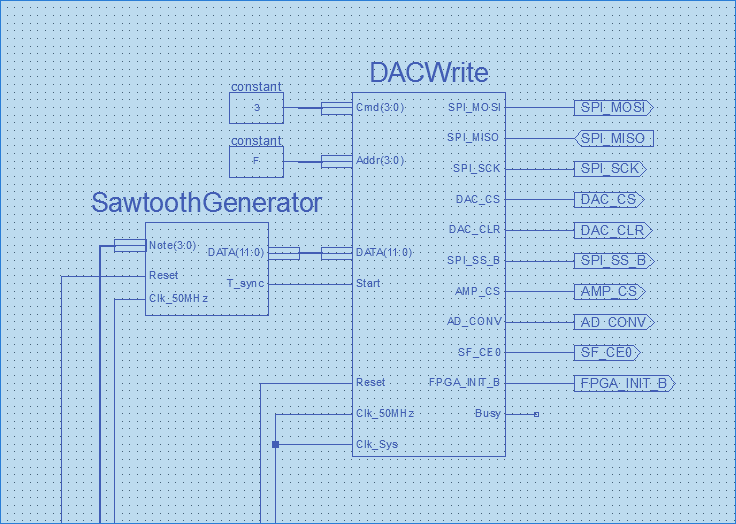 DACWrite
constant
3
Cmd(3:0)
SPI_MOSI
SPI_MOSI
SPI_MISO
SPI_MISO
constant
F
Addr(3:0)
SPI_SCK
SPI_SCK
SawtoothGenerator
DAC_CS
DAC_CS
DAC_CLR
DAC_CLR
Note(3:0)
DATA(11:0)
DATA(11:0)
SPI_SS_B
SPI_SS_B
Reset
T_sync
Start
Clk_50MHz
AMP_CS
AMP_CS
AD_CONV
AD_CONV
SF_CE0
SF_CE0
Reset
FPGA_INIT_B
FPGA_INIT_B
Clk_50MHz
Busy
Clk_Sys